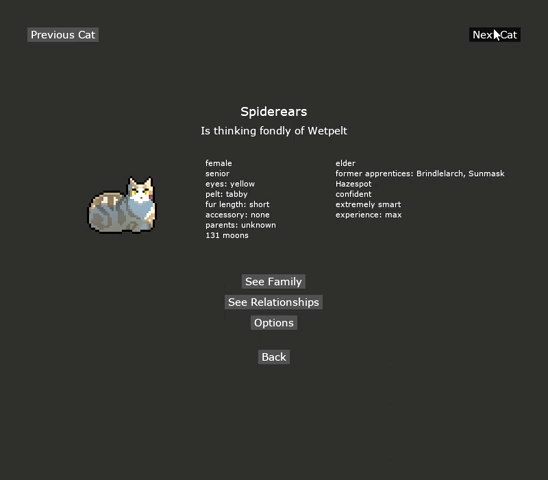 Previous Cat
Next Cat
Spiderears
Is thinking fondly of Wetpelt
female
senior
eyes: yellow
pelt: tabby
fur length: short
accessory: none
parents: unknown
131 moons
elder
former apprentices: Brindlelarch, Sunmask
Hazespot
confident
extremely smart
experience: max
See Family
See Relationships
Options
Back